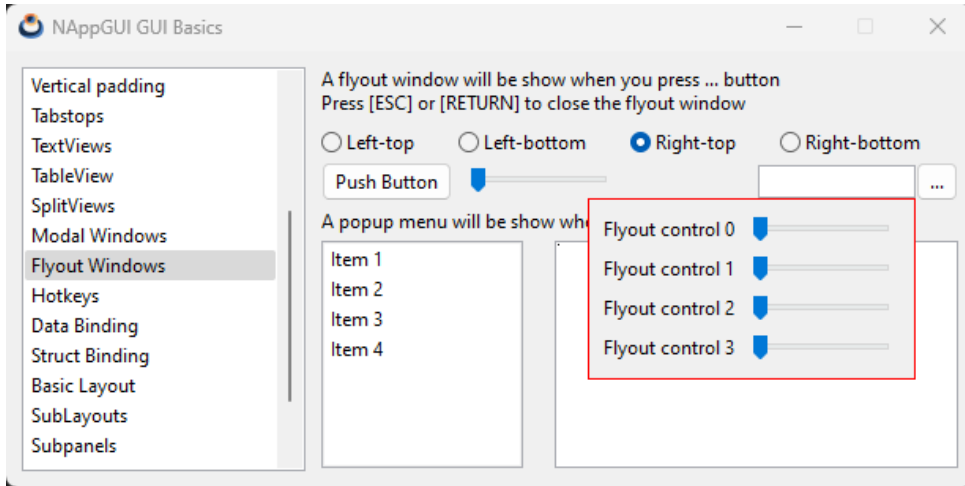 NAppGUI GUI Basics
Vertical padding
Tabstops
TextViews
TableView
SplitViews
Modal Windows
Flyout Windows
Hotkeys
Data Binding
Struct Binding
Basic Layout
SubLayouts
Subpanels
A flyout window will be show when you press ... button
Press [ESC] or [RETURN] to close the flyout window
Left-top Left-bottom Right-top Right-bottom
Push Button ...
A popup menu will be show
Item 1
Item 2
Item 3
Item 4
Flyout control 0
Flyout control 1
Flyout control 2
Flyout control 3